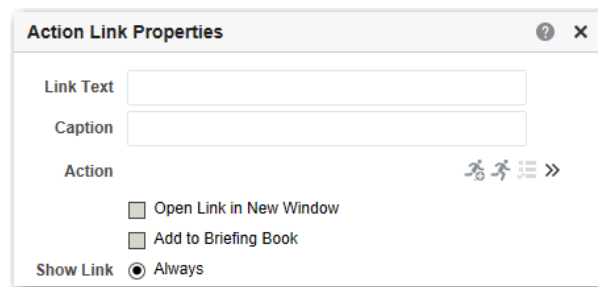 Action Link Properties
Link Text
Caption
Action
Open Link in New Window
Add to Briefing Book
Show Link Always